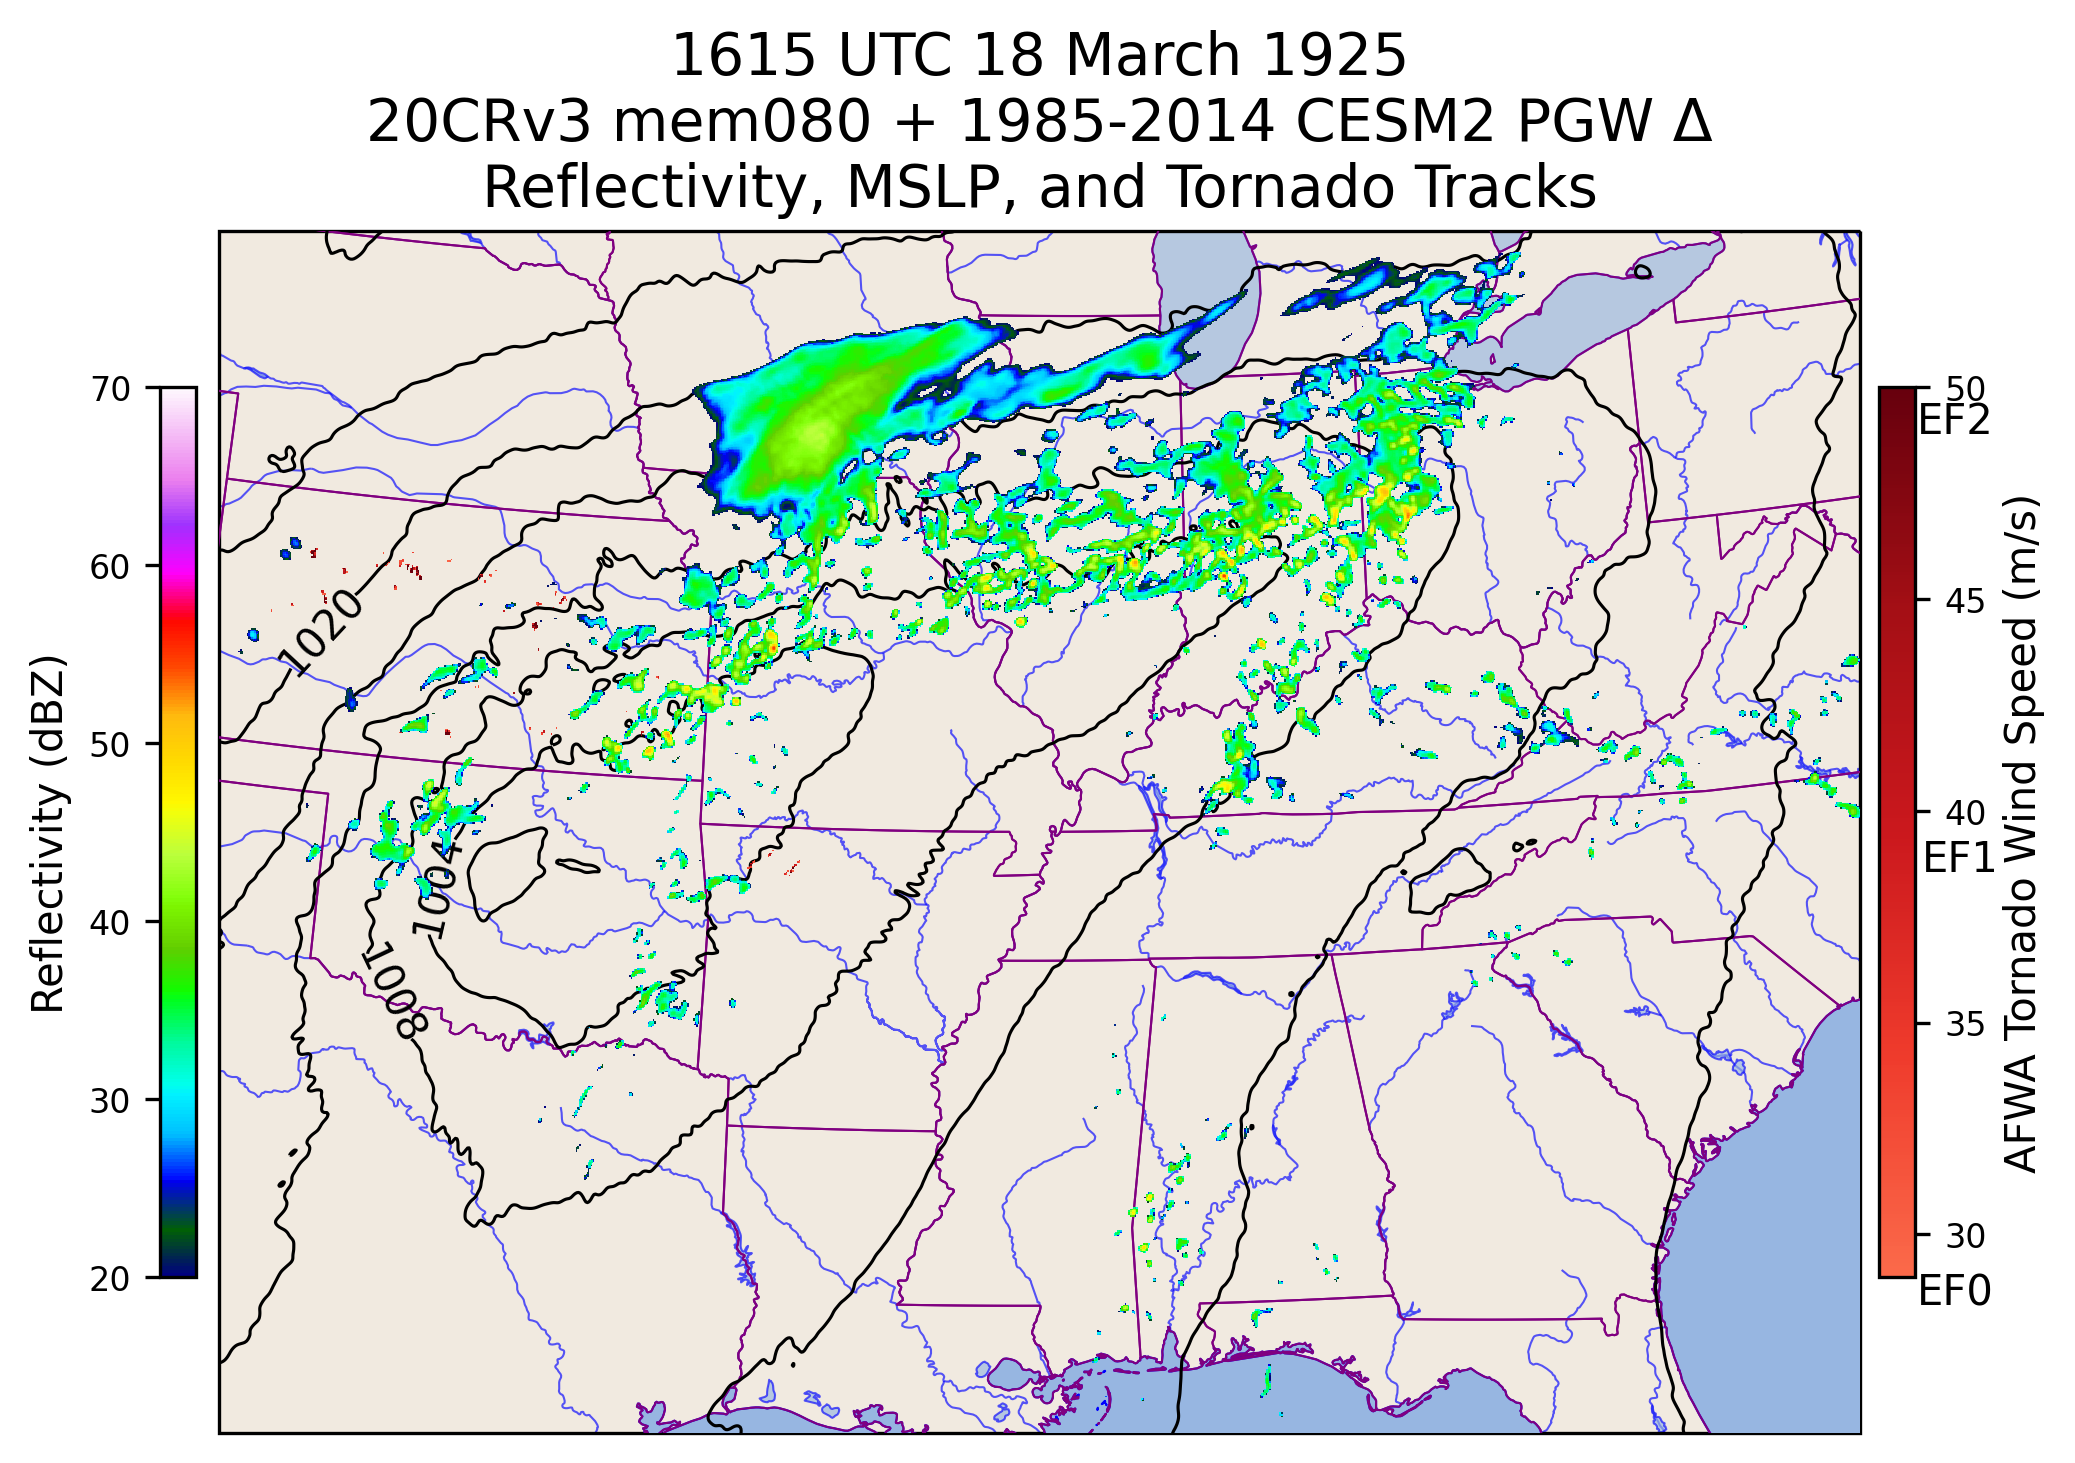 1615 UTC 18 March 1925
20CRv3 mem080 + 1985-2014 CESM2 PGW Δ
Reflectivity, MSLP, and Tornado Tracks
70
60
50
40
30
20
Reflectivity (dBZ)
1020
1004
1008
50
EF2
45
40
EF1
35
30
EF0
AFWA Tornado Wind Speed (m/s)